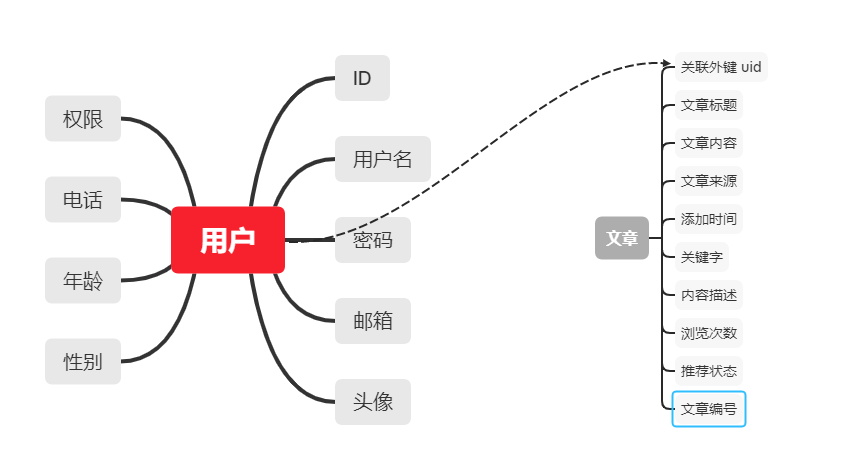 权限
电话
年龄
性别
用户
ID
用户名
密码
邮箱
头像
文章
关联外键 uid
文章标题
文章内容
文章来源
添加时间
关键字
内容描述
浏览次数
推荐状态
文章编号